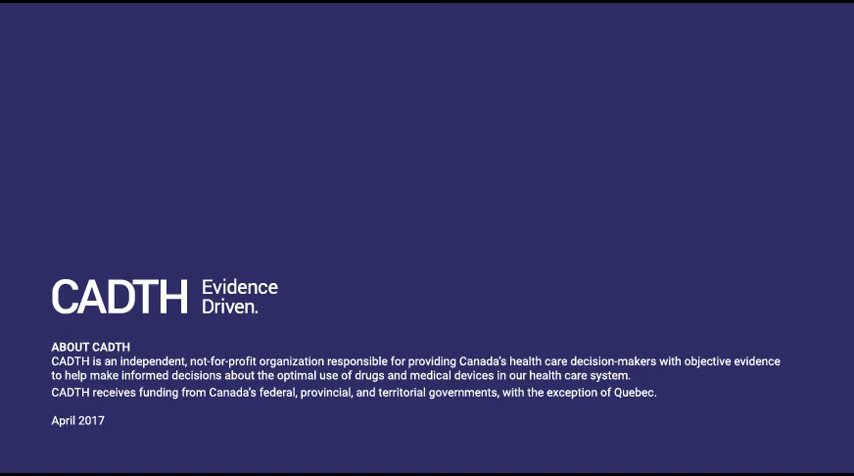 CADTH Evidence
Driven.
ABOUT CADTH
CADTH is an independent, not-for-profit organization responsible for providing Canada's health care decision-makers with objective evidence
to help make informed decisions about the optimal use of drugs and medical devices in our health care system.
CADTH receives funding from Canada's federal, provincial, and territorial governments, with the exception of Quebec.
April 2017